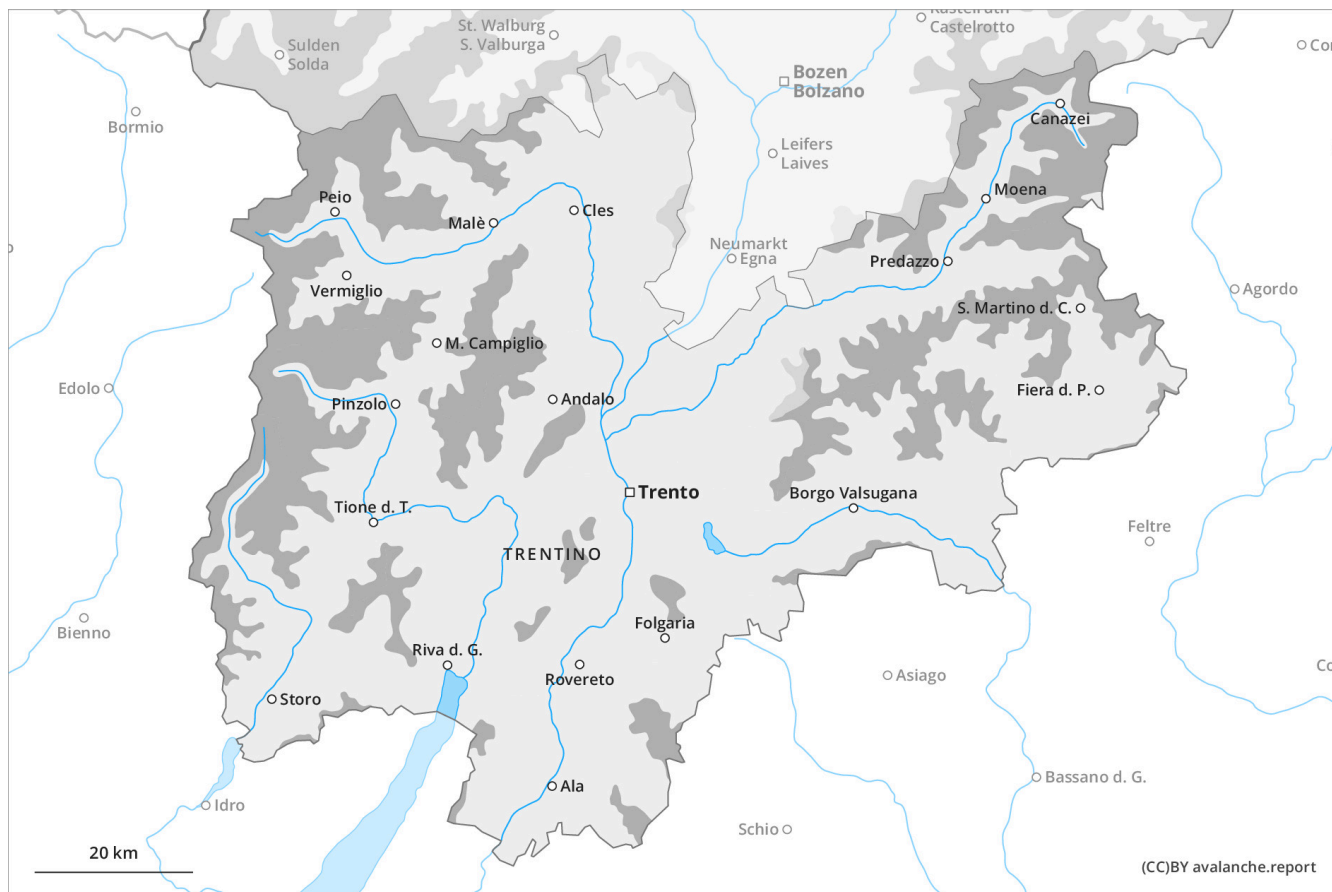 St. Walburg
S. Valburga
Castelrotto
Sulden
Solda
Bozen
Bolzano
Bormio
Canazei
Leifers
Laives
Moena
Peio
Malè
Cles
Neumarkt
Egna
Predazzo
Vermiglio
Agordo
S. Martino d. C.
M. Campiglio
Edolo
Pinzolo
Andalo
Fiera d. P.
Trento
Borgo Valsugana
Tione d. T.
Feltre
TRENTINO
Bienno
Folgaria
Riva d. G.
Rovereto
Asiago
Storo
Ala
Bassano d. G.
Idro
Schio
20 km
(CC)BY avalanche.report